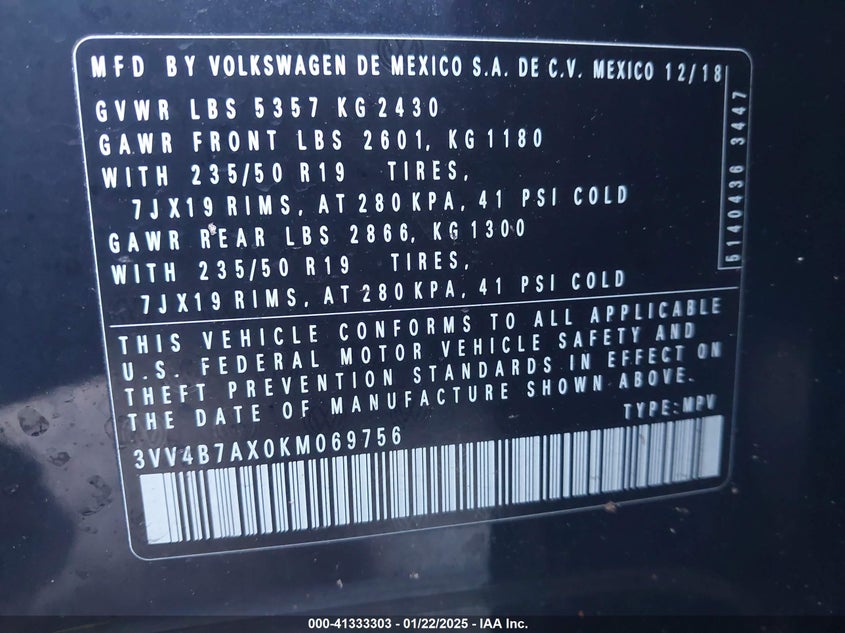 MFD BY VOLKSWAGEN DE MEXICO S.A. DE C.V. MEXICO 12/18
GVWR LBS 5357 KG 2430
GAWR FRONT LBS 2601, KG 1180
WITH 235/50 R19 TIRES,
7JX19 RIMS, AT 280 KPA, 41 PSI COLD
GAWR REAR LBS 2866, KG 1300
WITH 235/50 R19 TIRES,
7JX19 RIMS, AT 280 KPA, 41 PSI COLD
5140436 3447
THIS VEHICLE CONFORMS TO ALL APPLICABLE
U.S. FEDERAL MOTOR VEHICLE SAFETY AND
THEFT PREVENTION STANDARDS IN EFFECT ON
THE DATE OF MANUFACTURE SHOWN ABOVE.
TYPE: MPV
3VV4B7AX0KM069756
000-41333303 - 01/22/2025 - IAA Inc.